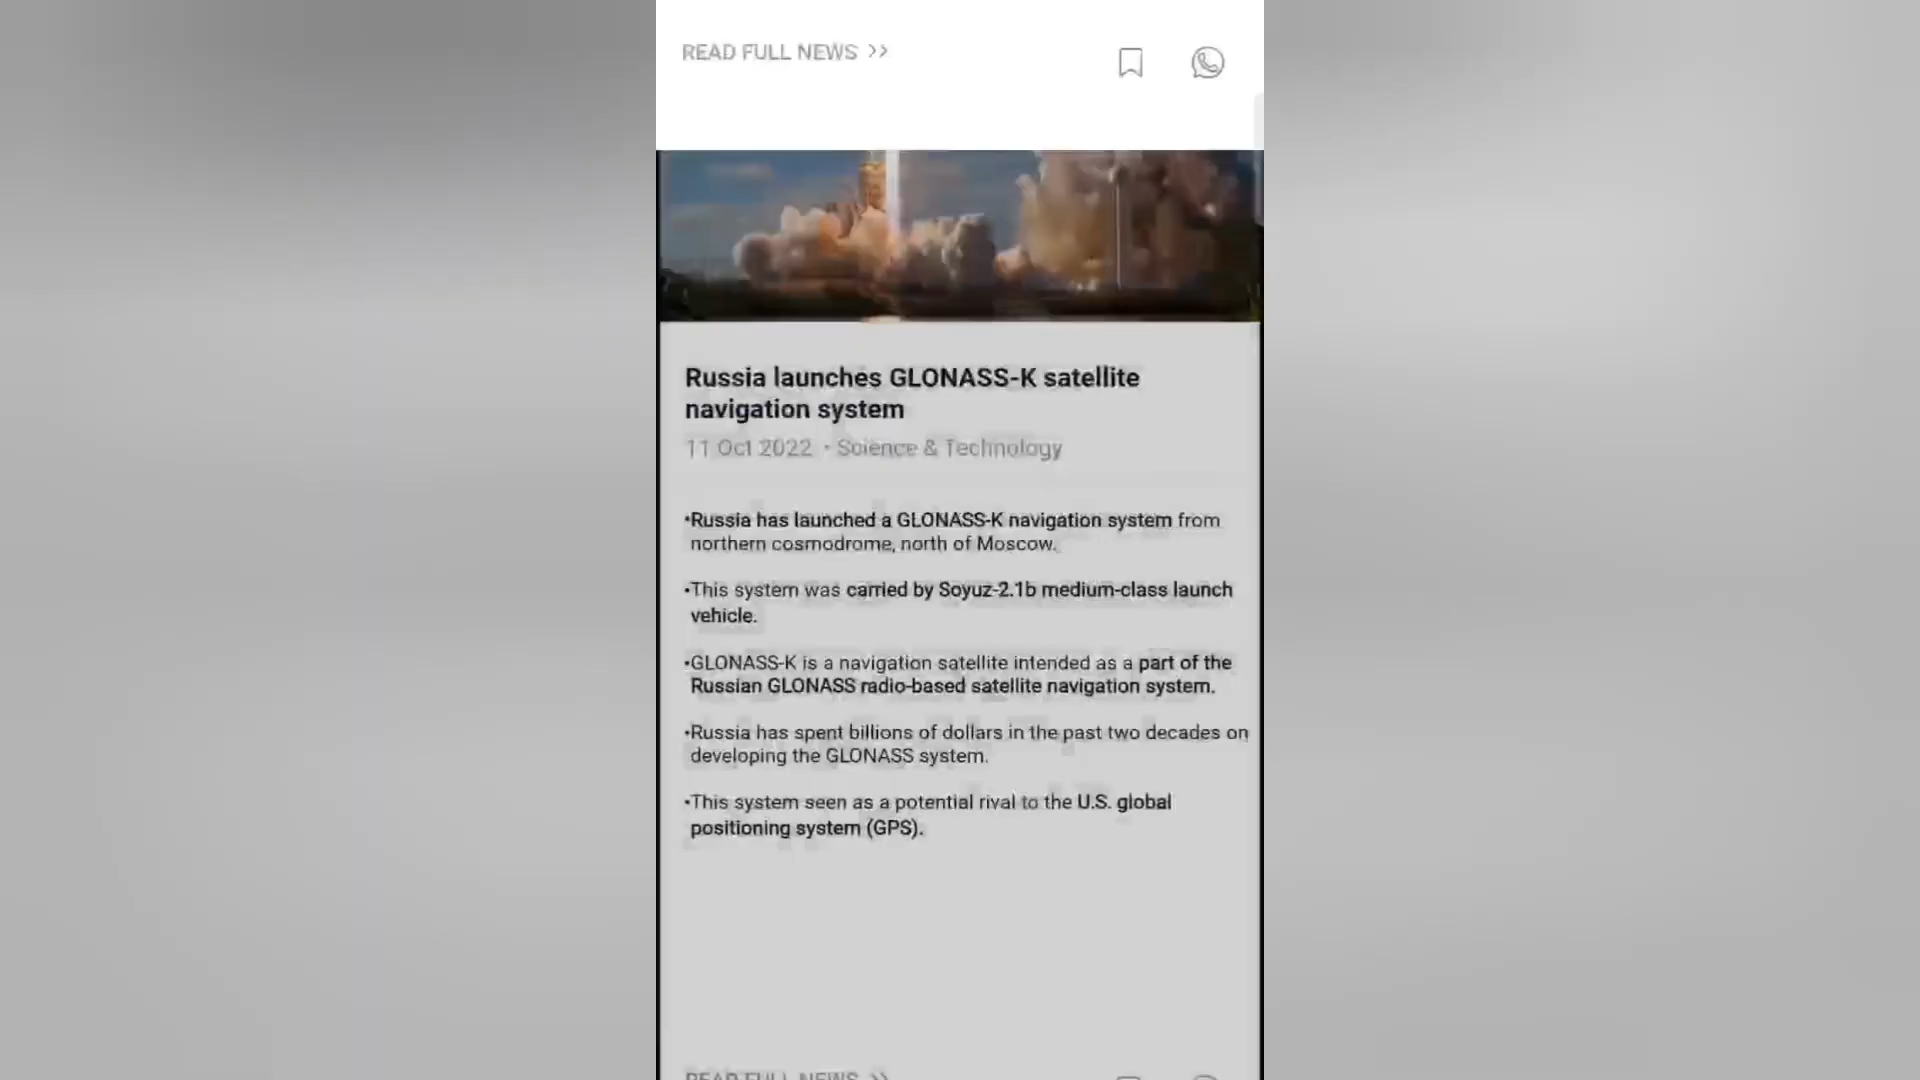 READ FULL NEWS >>
Russia launches GLONASS-K satellite
navigation system
11 Oct 2022 • Science & Technology
•Russia has launched a GLONASS-K navigation system from
northern cosmodrome, north of Moscow.
•This system was carried by Soyuz-2.1b medium-class launch
vehicle.
•GLONASS-K is a navigation satellite intended as a part of the
Russian GLONASS radio-based satellite navigation system.
•Russia has spent billions of dollars in the past two decades on
developing the GLONASS system.
•This system seen as a potential rival to the U.S. global
positioning system (GPS).
READ FULL NEWS >>